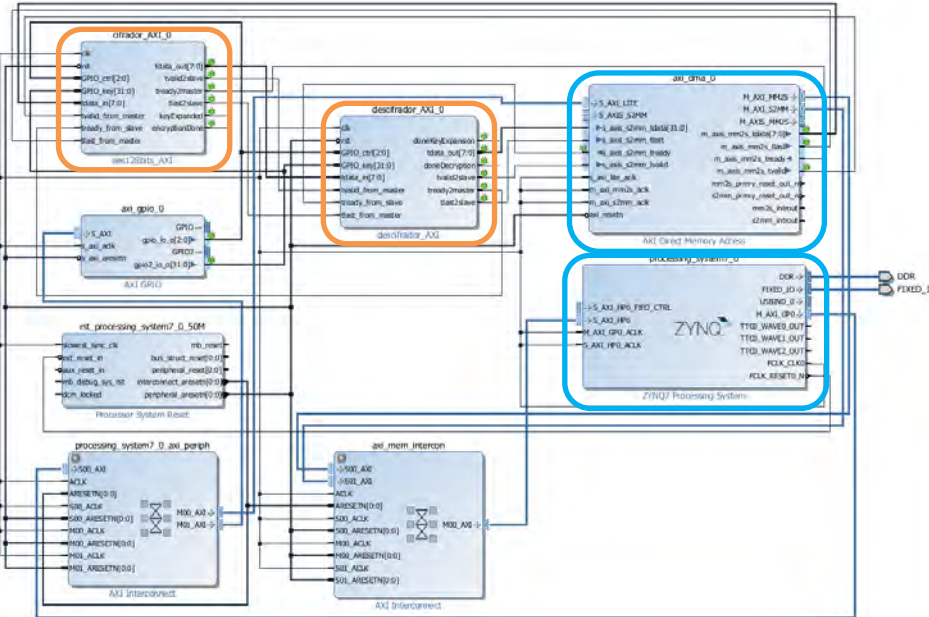 cifrador_AXI_0
clk
rst
GPIO_ctrl[2:0]
GPIO_key[31:0]
tdata_in[7:0]
tvalid_from_master
tready_from_slave
tlast_from_master
tdata_out[7:0]
tvalid2slave
tready2master
tlast2slave
keyExpanded
encryptionDone
aes128bits_AXI
descifrador_AXI_0
clk
rst
GPIO_ctrl[2:0]
GPIO_key[31:0]
tdata_in[7:0]
tvalid_from_master
tready_from_slave
tlast_from_master
doneKeyExpansion
tdata_out[7:0]
doneDecryption
tvalid2slave
tready2master
tlast2slave
descifrador_AXI
axi_dma_0
S_AXI_LITE
S_AXIS_S2MM
s_axis_s2mm_tdata[31:0]
s_axis_s2mm_tlast
s_axis_s2mm_tready
s_axis_s2mm_tvalid
s_axi_lite_aclk
m_axi_mm2s_aclk
m_axi_s2mm_aclk
axi_resetn
M_AXI_MM2S
M_AXI_S2MM
M_AXIS_MM2S
m_axis_mm2s_tdata[7:0]
m_axis_mm2s_tlast
m_axis_mm2s_tready
m_axis_mm2s_tvalid
mm2s_prmry_reset_out_n
s2mm_prmry_reset_out_n
mm2s_introut
s2mm_introut
AXI Direct Memory Access
axi_gpio_0
S_AXI
s_axi_aclk
s_axi_aresetn
GPIO
gpio_io_o[2:0]
GPIO2
gpio2_io_o[31:0]
AXI GPIO
processing_system7_0
S_AXI_HP0_FIFO_CTRL
S_AXI_HP0
M_AXI_GP0_ACLK
S_AXI_HP0_ACLK
ZYNQ
DDR
FIXED_IO
USBIND_0
M_AXI_GP0
TTC0_WAVE0_OUT
TTC0_WAVE1_OUT
TTC0_WAVE2_OUT
FCLK_CLK0
FCLK_RESET0_N
ZYNQ7 Processing System
DDR
FIXED_I
rst_processing_system7_0_50M
slowest_sync_clk
ext_reset_in
aux_reset_in
mb_debug_sys_rst
dcm_locked
mb_reset
bus_struct_reset[0:0]
peripheral_reset[0:0]
interconnect_aresetn[0:0]
peripheral_aresetn[0:0]
Processor System Reset
processing_system7_0_axi_periph
S00_AXI
ACLK
ARESETN[0:0]
S00_ACLK
S00_ARESETN[0:0]
M00_ACLK
M00_ARESETN[0:0]
M01_ACLK
M01_ARESETN[0:0]
M00_AXI
M01_AXI
AXI Interconnect
axi_mem_intercon
S00_AXI
S01_AXI
ACLK
ARESETN[0:0]
S00_ACLK
S00_ARESETN[0:0]
M00_ACLK
M00_ARESETN[0:0]
S01_ACLK
S01_ARESETN[0:0]
M00_AXI
AXI Interconnect